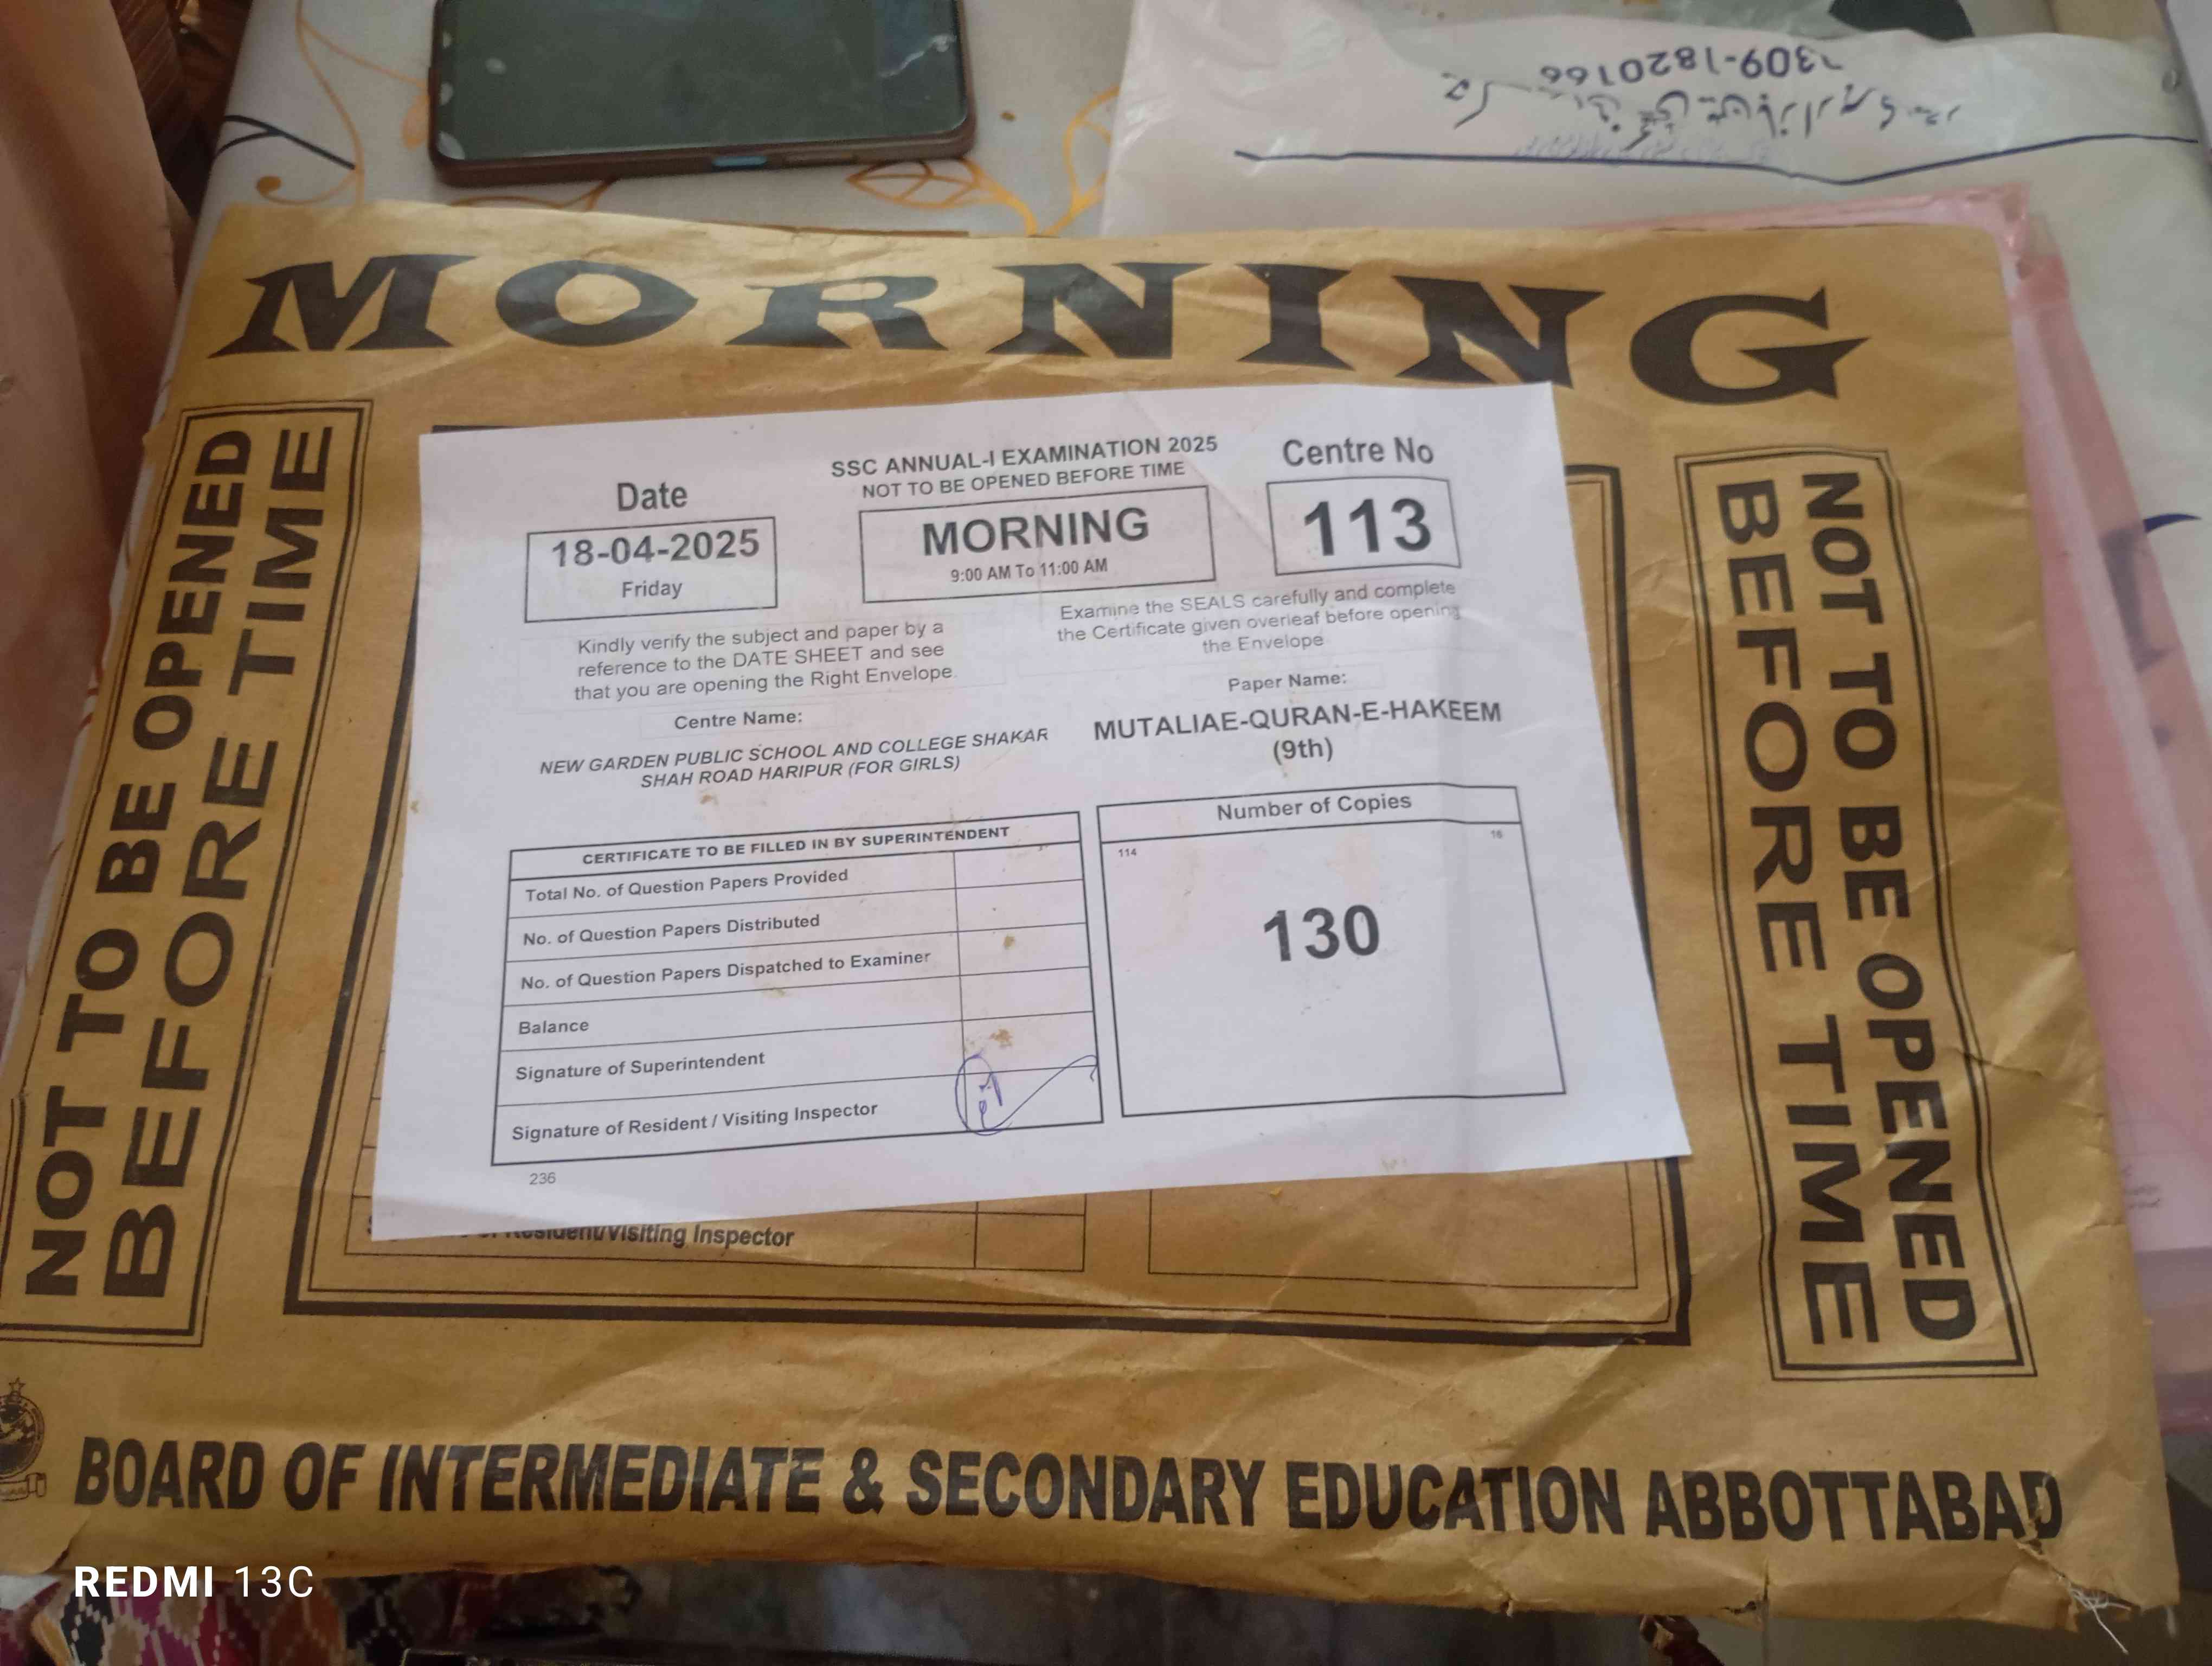 309-1820166
MORNING
NOT TO BE OPENED
BEFORE TIME
SSC ANNUAL-I EXAMINATION 2025
NOT TO BE OPENED BEFORE TIME
Date
18-04-2025
Friday
MORNING
9:00 AM To 11:00 AM
Centre No
113
Kindly verify the subject and paper by a
reference to the DATE SHEET and see
that you are opening the Right Envelope.
Examine the SEALS carefully and complete
the Certificate given overleaf before opening
the Envelope
Centre Name:
NEW GARDEN PUBLIC SCHOOL AND COLLEGE SHAKAR
SHAH ROAD HARIPUR (FOR GIRLS)
Paper Name:
MUTALIAE-QURAN-E-HAKEEM
(9th)
CERTIFICATE TO BE FILLED IN BY SUPERINTENDENT
Total No. of Question Papers Provided
No. of Question Papers Distributed
No. of Question Papers Dispatched to Examiner
Balance
Signature of Superintendent
Signature of Resident / Visiting Inspector
Number of Copies
114
16
130
236
Resident/Visiting Inspector
NOT TO BE OPENED
BEFORE TIME
BOARD OF INTERMEDIATE & SECONDARY EDUCATION ABBOTTABAD
REDMI 13C